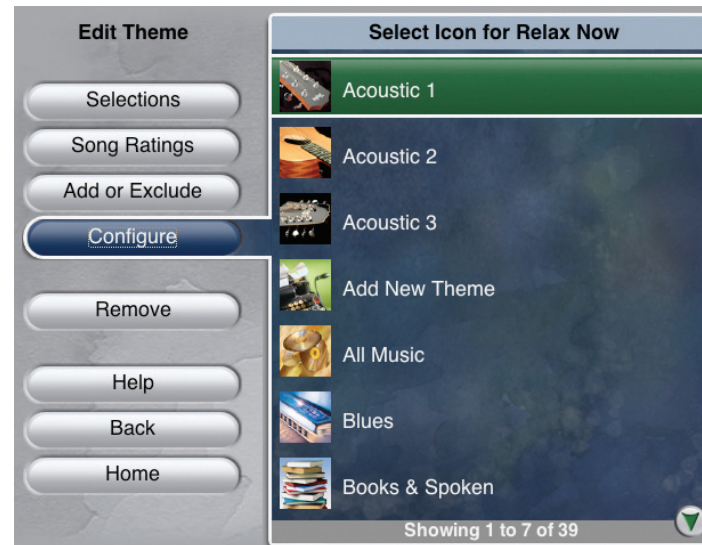 Edit Theme
Selections
Song Ratings
Add or Exclude
Configure
Remove
Help
Back
Home
Select Icon for Relax Now
Acoustic 1
Acoustic 2
Acoustic 3
Add New Theme
All Music
Blues
Books & Spoken
Showing 1 to 7 of 39